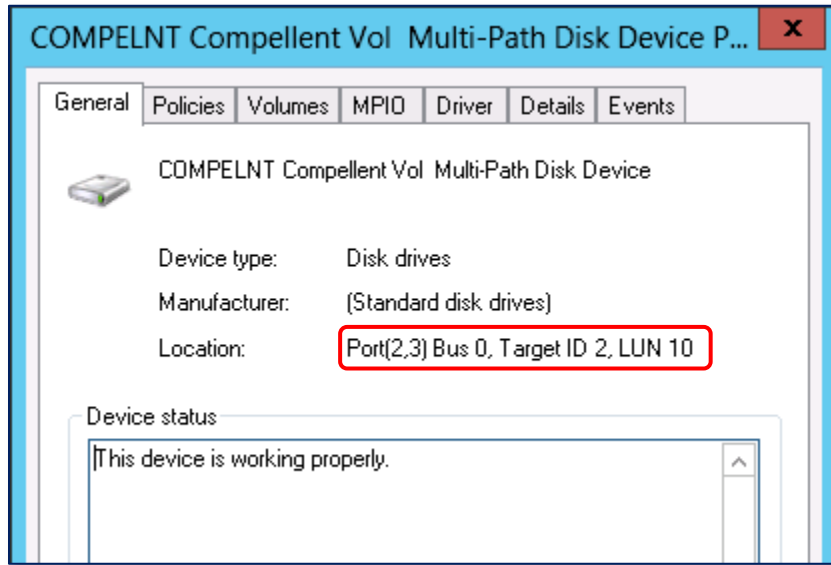 COMPELNT Compellent Vol Multi-Path Disk Device P... x
General Policies Volumes MPIO Driver Details Events
COMPELNT Compellent Vol Multi-Path Disk Device
Device type: Disk drives
Manufacturer: (Standard disk drives)
Location: Port(2,3) Bus 0, Target ID 2, LUN 10
Device status
This device is working properly.